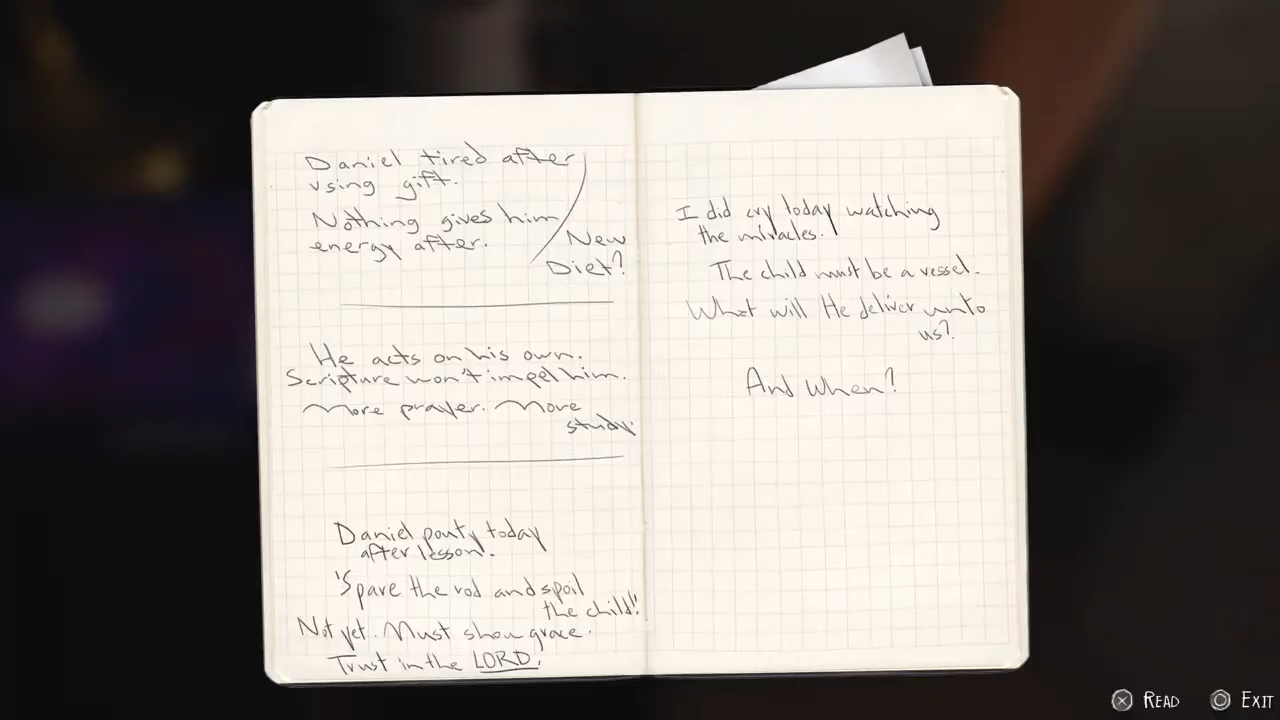 Daniel tired after
using gift.
Nothing gives him
energy after.
New
Diet?
He acts on his own.
Scripture won't impel him.
More prayer. More
study.
Daniel pouty today
after lesson.
'Spare the rod and spoil
the child!'
Not yet. Must show grace.
Trust in the LORD.
I did cry today watching
the miracles.
The child must be a vessel.
What will He deliver unto
us?
And when?
READ
EXIT